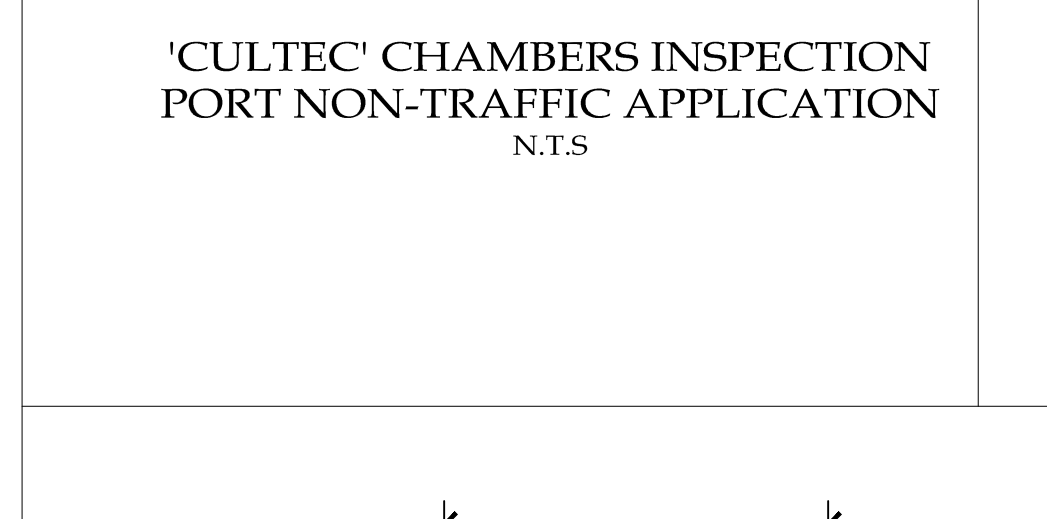 'CULTEC' CHAMBERS INSPECTION
PORT NON-TRAFFIC APPLICATION
N.T.S